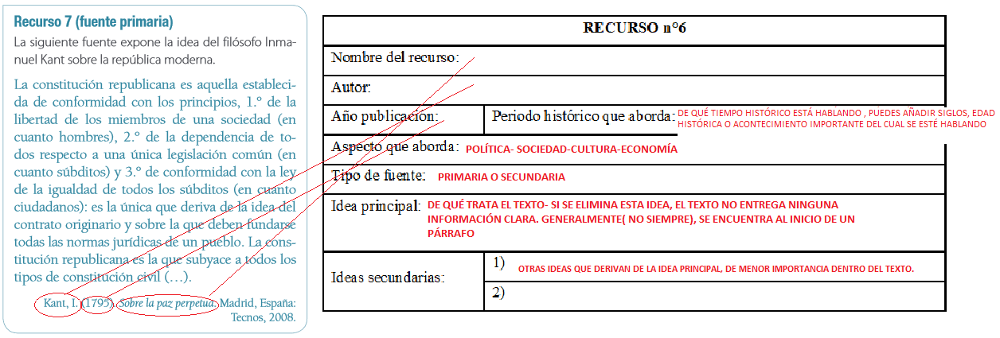 Recurso 7 (fuente primaria)
La siguiente fuente expone la idea del filósofo Inma-
nuel Kant sobre la república moderna.
La constitución republicana es aquella estableci-
da de conformidad con los principios, 1.º de la
libertad de los miembros de una sociedad (en
cuanto hombres), 2.º de la dependencia de to-
dos respecto a una única legislación común (en
cuanto súbditos) y 3.º de conformidad con la ley
de la igualdad de todos los súbditos (en cuanto
ciudadanos): es la única que deriva de la idea del
contrato originario y sobre la que deben fundarse
todas las normas jurídicas de un pueblo. La cons-
titución republicana es la que subyace a todos los
tipos de constitución civil (...).
Kant, I. (1795). Sobre la paz perpetua. Madrid, España:
Tecnos, 2008.
RECURSO n°6
Nombre del recurso:
Autor:
Año publicación:
Periodo histórico que aborda:
DE QUÉ TIEMPO HISTÓRICO ESTÁ HABLANDO , PUEDES AÑADIR SIGLOS, EDAD
HISTÓRICA O ACONTECIMIENTO IMPORTANTE DEL CUAL SE ESTÉ HABLANDO
Aspecto que aborda: POLÍTICA- SOCIEDAD-CULTURA-ECONOMÍA
Tipo de fuente: PRIMARIA O SECUNDARIA
Idea principal: DE QUÉ TRATA EL TEXTO- SI SE ELIMINA ESTA IDEA, EL TEXTO NO ENTREGA NINGUNA
INFORMACIÓN CLARA. GENERALMENTE( NO SIEMPRE), SE ENCUENTRA AL INICIO DE UN
PÁRRAFO
Ideas secundarias:
1) OTRAS IDEAS QUE DERIVAN DE LA IDEA PRINCIPAL, DE MENOR IMPORTANCIA DENTRO DEL TEXTO.
2)